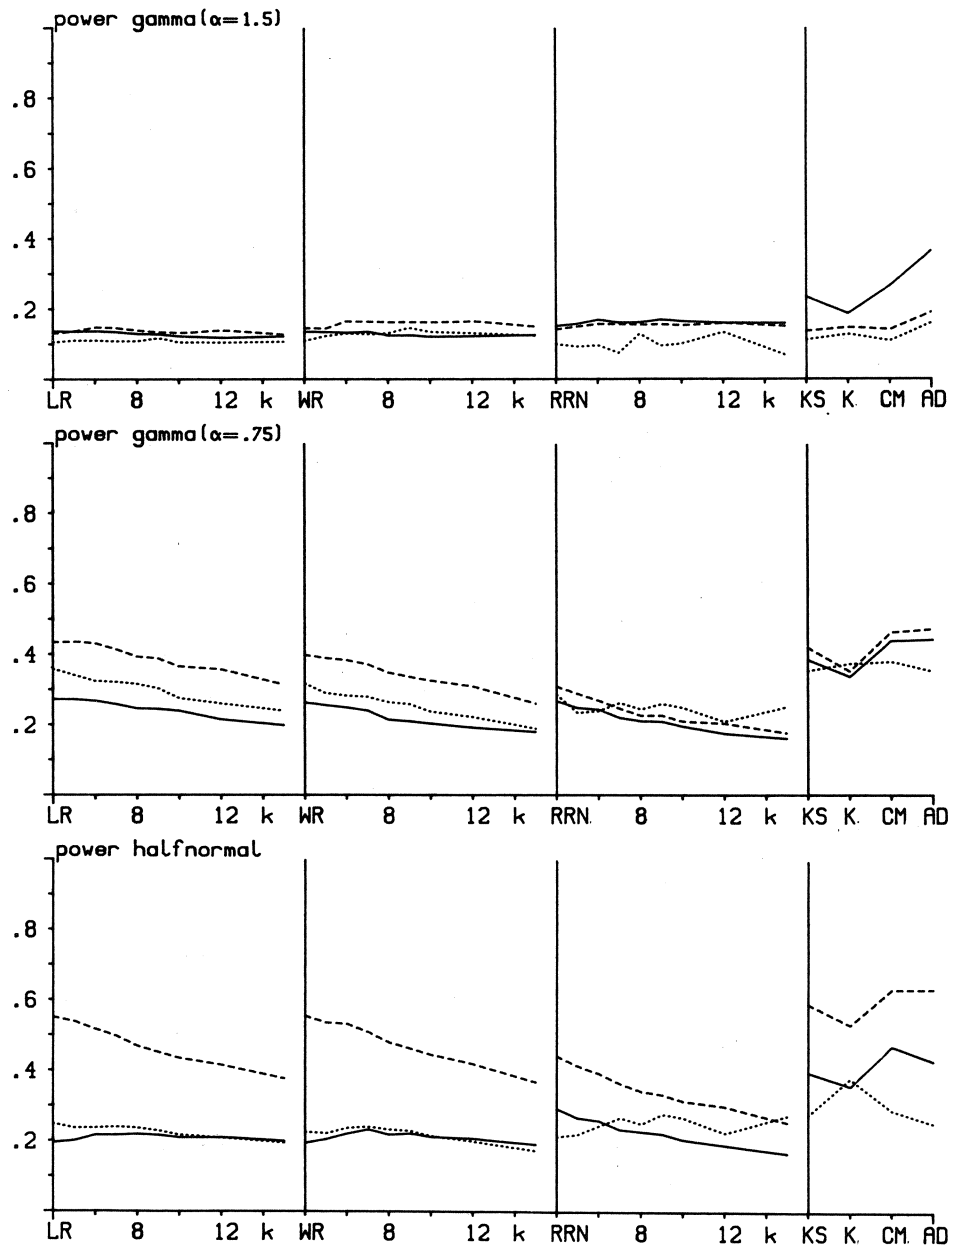 power gamma(α=1.5)
.8
.6
.4
.2
LR 8 12 k WR 8 12 k RRN 8 12 k KS K CM AD
power gamma(α=.75)
.8
.6
.4
.2
LR 8 12 k WR 8 12 k RRN 8 12 k KS K CM AD
power halfnormal
.8
.6
.4
.2
LR 8 12 k WR 8 12 k RRN 8 12 k KS K CM AD